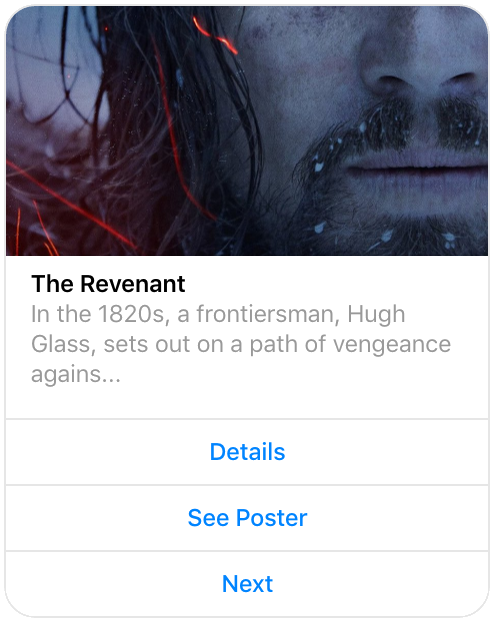 The Revenant
In the 1820s, a frontiersman, Hugh
Glass, sets out on a path of vengeance
agains...
Details
See Poster
Next